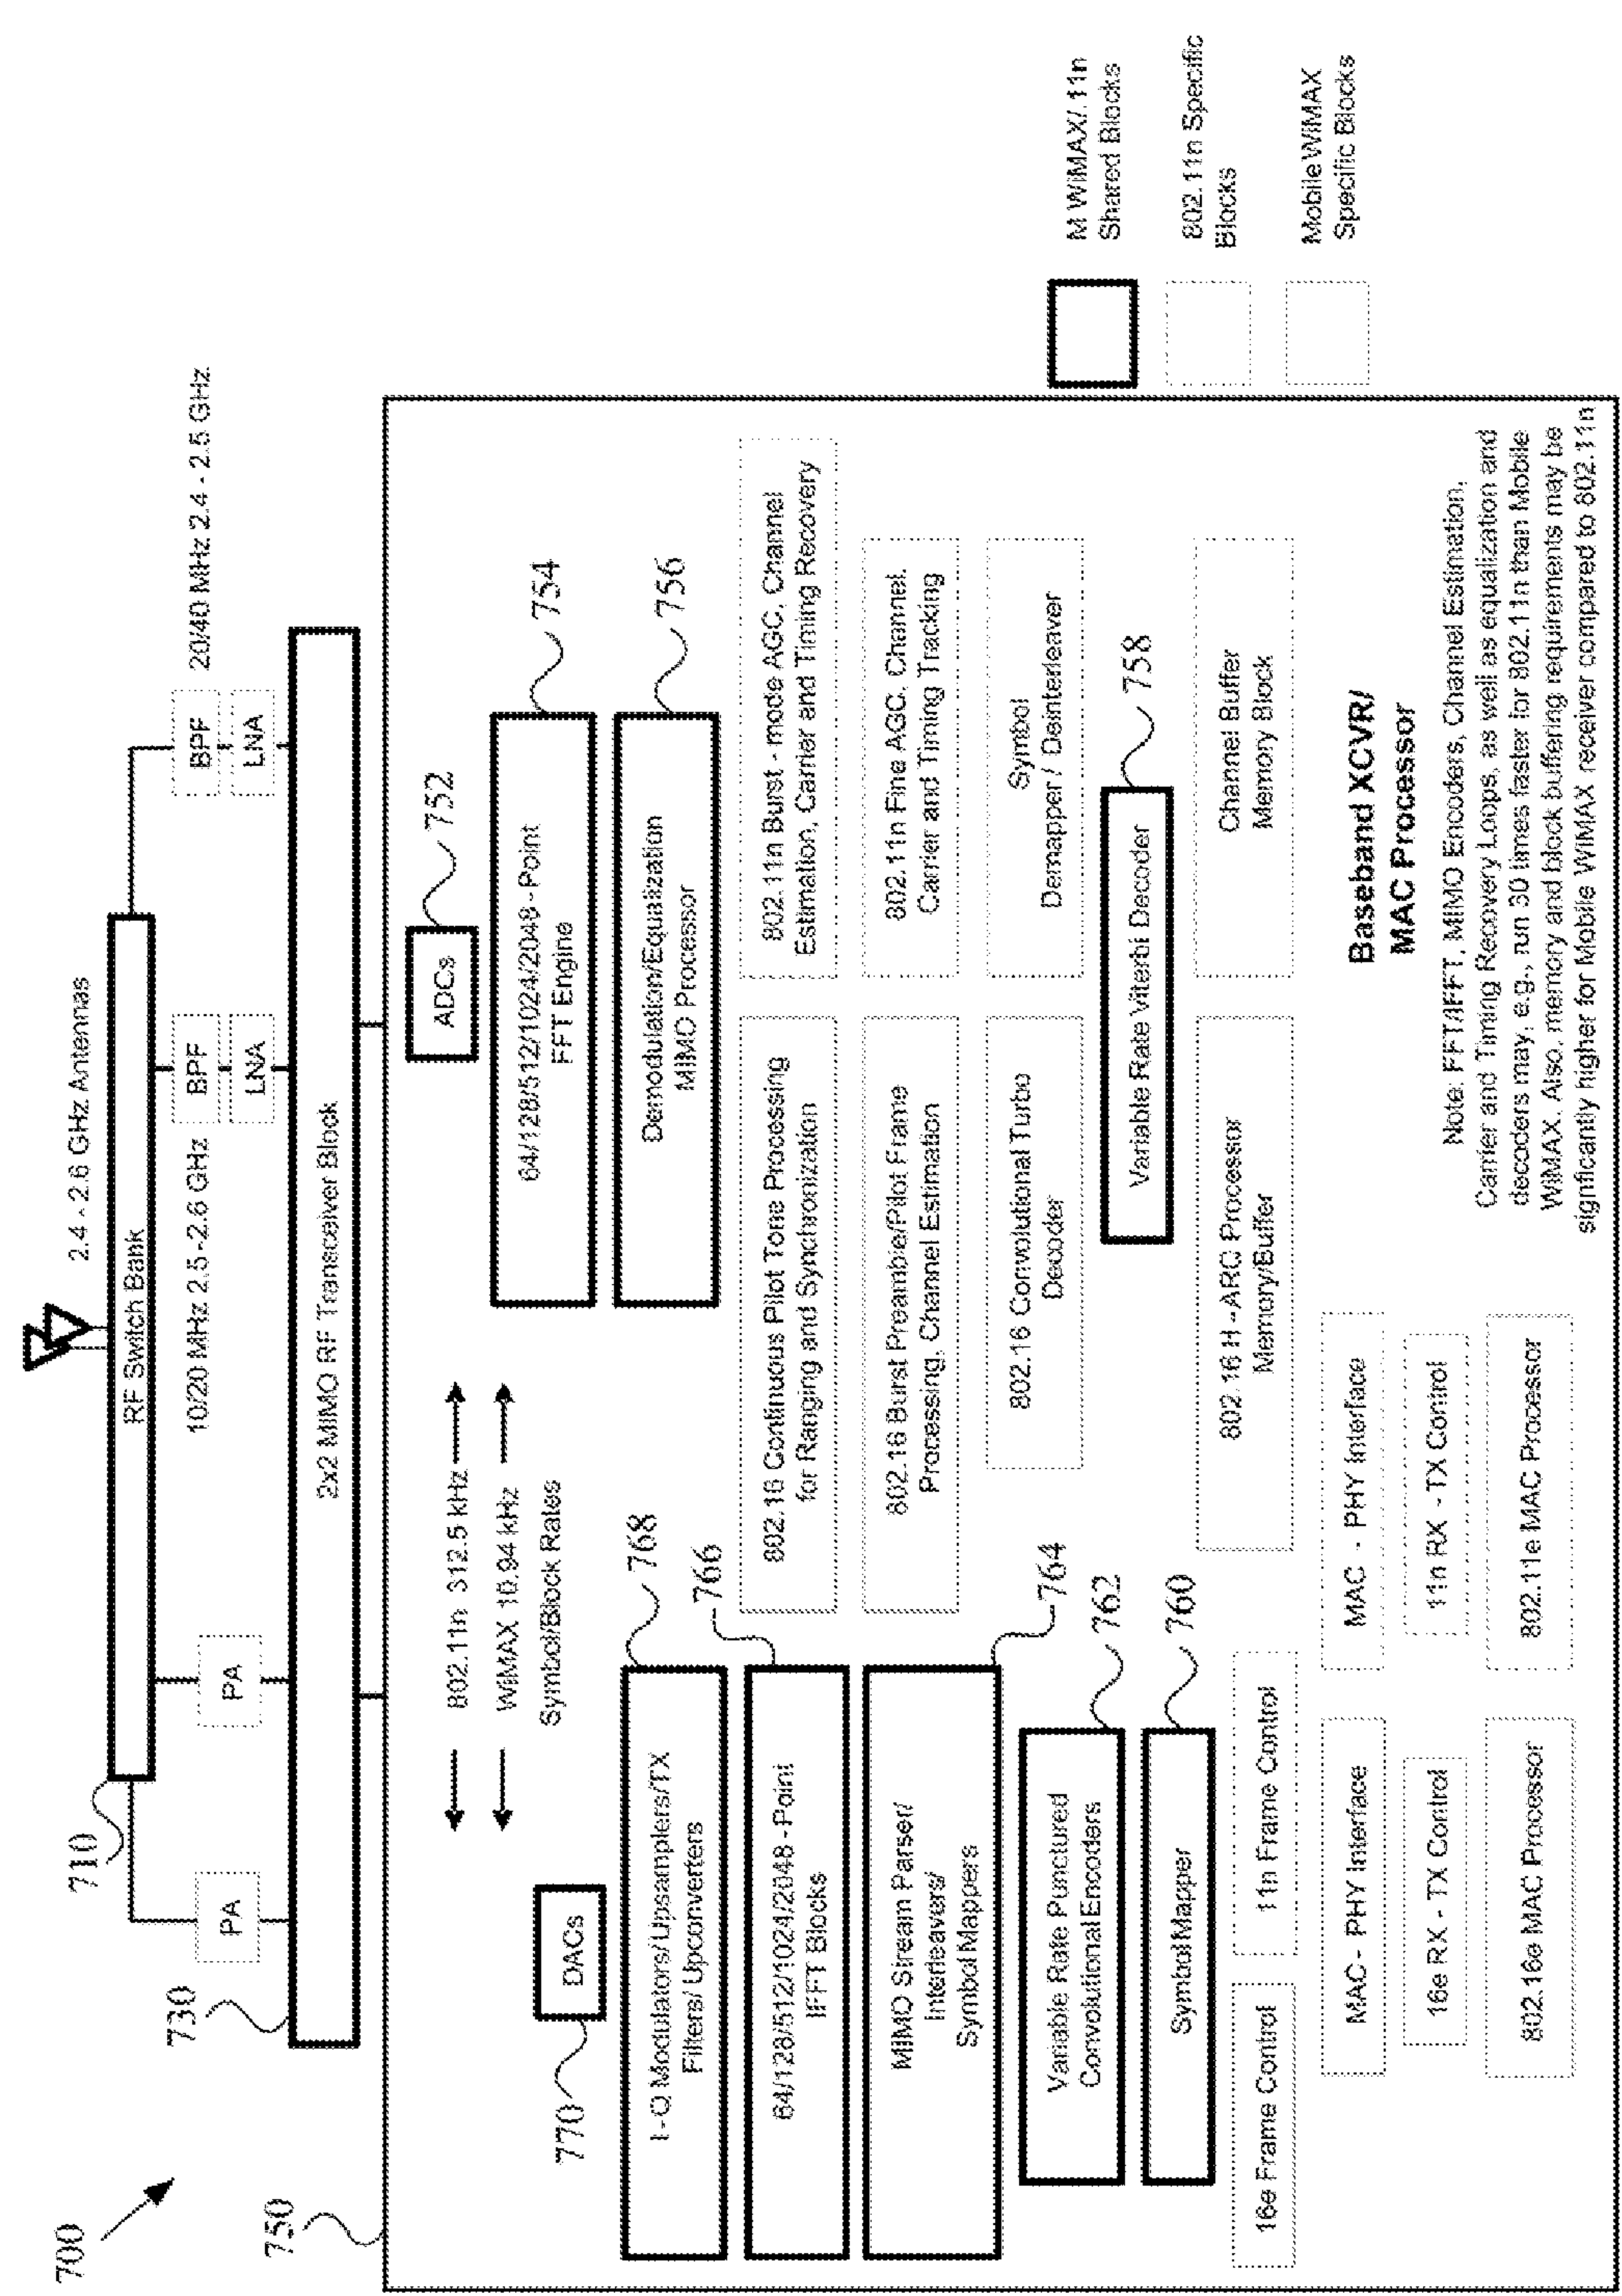 700
2.4 - 2.6 GHz Antennas
710
RF Switch Bank
PA
PA
10/20 MHz 2.5 - 2.6 GHz
BPF
LNA
BPF
LNA
20/40 MHz 2.4 - 2.5 GHz
730
2x2 MIMO RF Transceiver Block
750
802.11n 312.5 kHz
WiMAX 10.94 kHz
Symbol/Block Rates
ADCs
752
64/128/512/1024/2048 - Point
FFT Engine
754
Demodulation/Equalization
MIMO Processor
756
770
DACs
I - Q Modulators/Upsamplers/TX
Filters/ Upconverters
768
64/128/512/1024/2048 - Point
IFFT Blocks
766
MIMO Stream Parser/
Interleavers/
Symbol Mappers
764
Variable Rate Punctured
Convolutional Encoders
762
Symbol Mapper
760
802.16 Continuous Pilot Tone Processing
for Ranging and Synchronization
802.11n Burst - mode AGC, Channel
Estimation, Carrier and Timing Recovery
802.16 Burst Preamble/Pilot Frame
Processing, Channel Estimation
802.11n Fine AGC, Channel.
Carrier and Timing Tracking
802.16 Convolutional Turbo
Decoder
Symbol
Demapper / Deinterleaver
Variable Rate Viterbi Decoder
758
802.16 H - ARC Processor
Memory/Buffer
Channel Buffer
Memory Block
16e Frame Control
11n Frame Control
MAC - PHY Interface
MAC - PHY Interface
16e RX - TX Control
11n RX - TX Control
802.16e MAC Processor
802.11e MAC Processor
Baseband XCVR/
MAC Processor
Note: FFT/IFFT, MIMO Encoders, Channel Estimation,
Carrier and Timing Recovery Loops, as well as equalization and
decoders may, e.g., run 30 times faster for 802.11n than Mobile
WiMAX. Also, memory and block buffering requirements may be
signficantly higher for Mobile WiMAX receiver compared to 802.11n
M WiMAX/.11n
Shared Blocks
802.11n Specific
Blocks
Mobile WiMAX
Specific Blocks